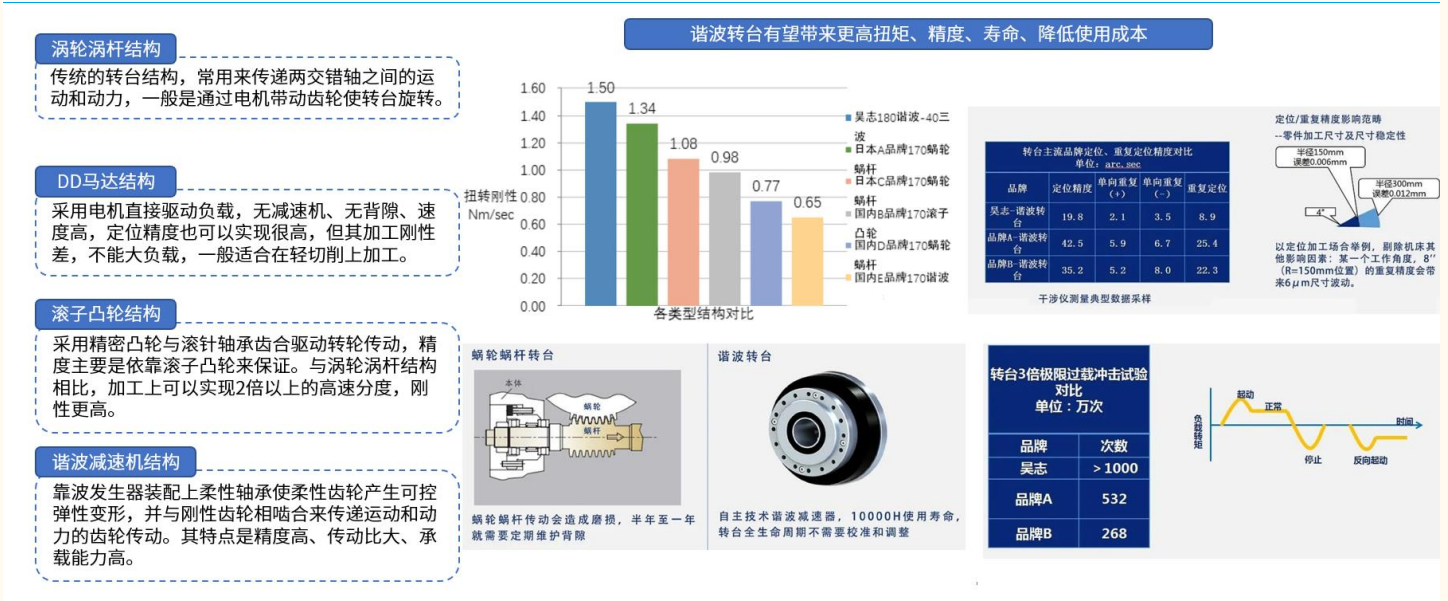 涡轮涡杆结构
传统的转台结构，常用来传递两交错轴之间的运
动和动力，一般是通过电机带动齿轮使转台旋转。
DD马达结构
采用电机直接驱动负载，无减速机、无背隙、速
度高，定位精度也可以实现很高，但其加工刚性
差，不能大负载，一般适合在轻切削上加工。
滚子凸轮结构
采用精密凸轮与滚针轴承齿合驱动转轮传动，精
度主要是依靠滚子凸轮来保证。与涡轮涡杆结构
相比，加工上可以实现2倍以上的高速分度，刚
性更高。
谐波减速机结构
靠波发生器装配上柔性轴承使柔性齿轮产生可控
弹性变形，并与刚性齿轮相啮合来传递运动和动
力的齿轮传动。其特点是精度高、传动比大、承
载能力高。
谐波转台有望带来更高扭矩、精度、寿命、降低使用成本
扭转刚性
Nm/sec
1.60
1.40
1.20
1.00
0.80
0.60
0.40
0.20
0.00
1.50
1.34
1.08
0.98
0.77
0.65
各类型结构对比
昊志180谐波-40三
波
日本A品牌170蜗轮
蜗杆
日本C品牌170蜗轮
蜗杆
国内B品牌170滚子
凸轮
国内D品牌170蜗轮
蜗杆
国内E品牌170谐波
转台主流品牌定位、重复定位精度对比
单位：arc.sec
品牌 定位精度 单向重复（+） 单向重复（-） 重复定位
昊志-谐波转台 19.8 2.1 3.5 8.9
品牌A-谐波转台 42.5 5.9 6.7 25.4
品牌B-谐波转台 35.2 5.2 8.0 22.3
干涉仪测量典型数据采样
定位/重复精度影响范畴
--零件加工尺寸及尺寸稳定性
半径150mm
误差0.006mm
半径300mm
误差0.012mm
4"
以定位加工场合举例，剔除机床其
他影响因素：某一个工作角度，8''
（R=150mm位置）的重复精度会带
来6μm尺寸波动。
蜗轮蜗杆转台
本体
蜗轮
蜗杆
蜗轮蜗杆传动会造成磨损，半年至一年
就需要定期维护背隙
谐波转台
自主技术谐波减速器，10000H使用寿命，
转台全生命周期不需要校准和调整
转台3倍极限过载冲击试验
对比
单位：万次
品牌 次数
昊志 ＞1000
品牌A 532
品牌B 268
负载转矩
起动
正常
停止
反向起动
时间